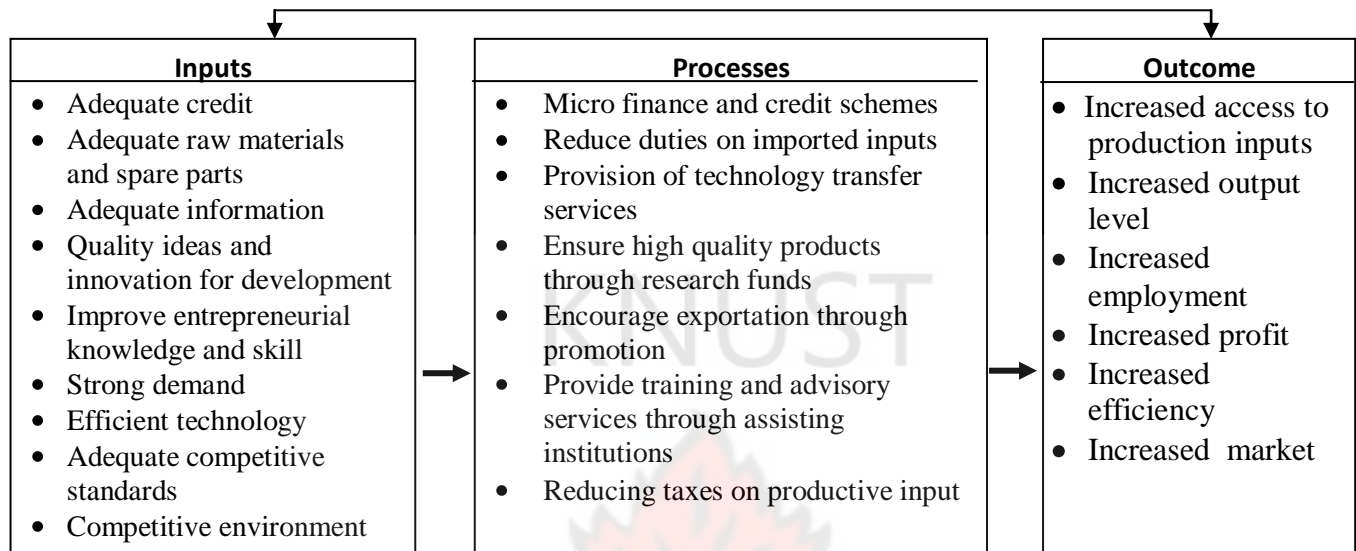 Inputs
• Adequate credit
• Adequate raw materials
and spare parts
• Adequate information
• Quality ideas and
innovation for development
• Improve entrepreneurial
knowledge and skill
• Strong demand
• Efficient technology
• Adequate competitive
standards
• Competitive environment
Processes
• Micro finance and credit schemes
• Reduce duties on imported inputs
• Provision of technology transfer
services
• Ensure high quality products
through research funds
• Encourage exportation through
promotion
• Provide training and advisory
services through assisting
institutions
• Reducing taxes on productive input
Outcome
• Increased access to
production inputs
• Increased output
level
• Increased
employment
• Increased profit
• Increased
efficiency
• Increased market
KNUST